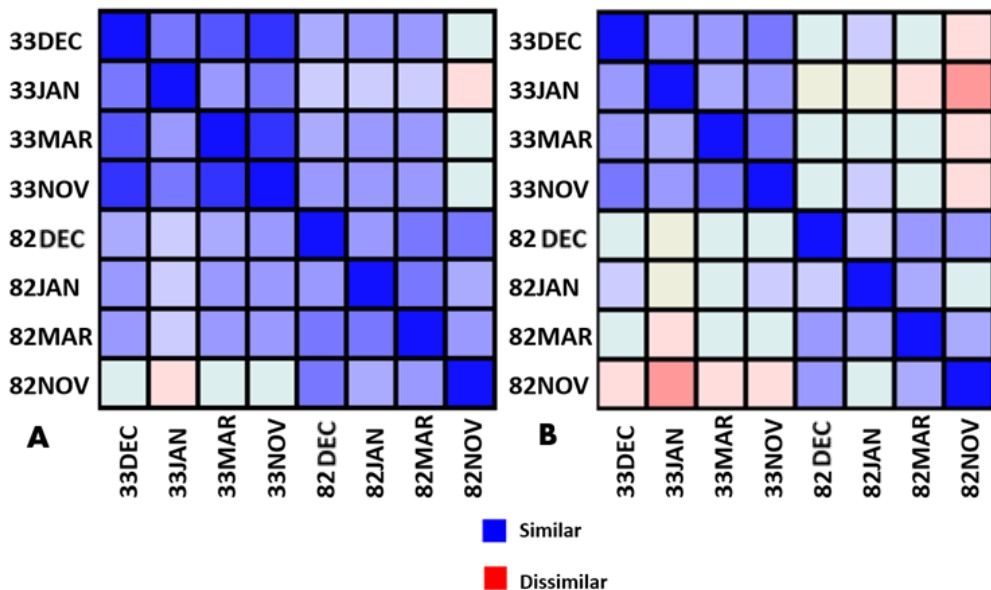 33DEC
33JAN
33MAR
33NOV
82 DEC
82JAN
82MAR
82NOV
A
33DEC
33JAN
33MAR
33NOV
82 DEC
82JAN
82MAR
82NOV
33DEC
33JAN
33MAR
33NOV
82 DEC
82JAN
82MAR
82NOV
B
33DEC
33JAN
33MAR
33NOV
82 DEC
82JAN
82MAR
82NOV
Similar
Dissimilar